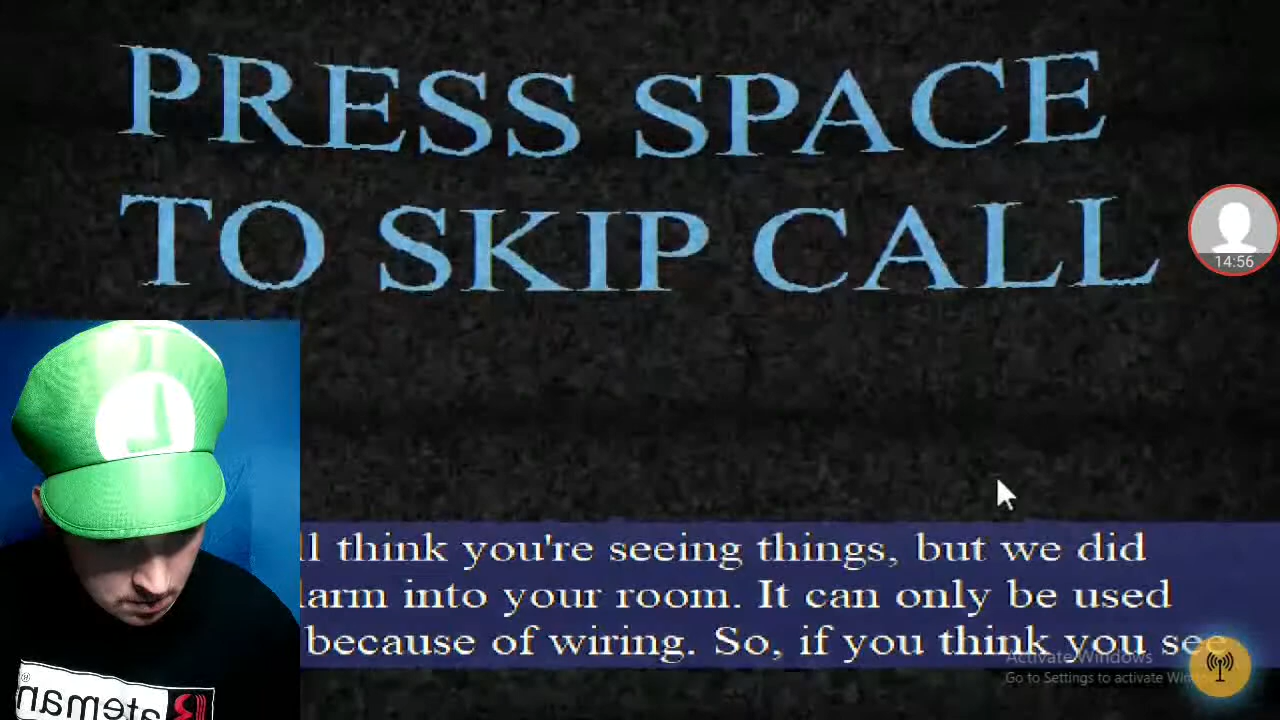 PRESS SPACE
TO SKIP CALL
14:56
L
think you're seeing things, but we did
into your room. It can only be used
because of wiring. So, if you think you see
Activate Windows
Go to Settings to activate